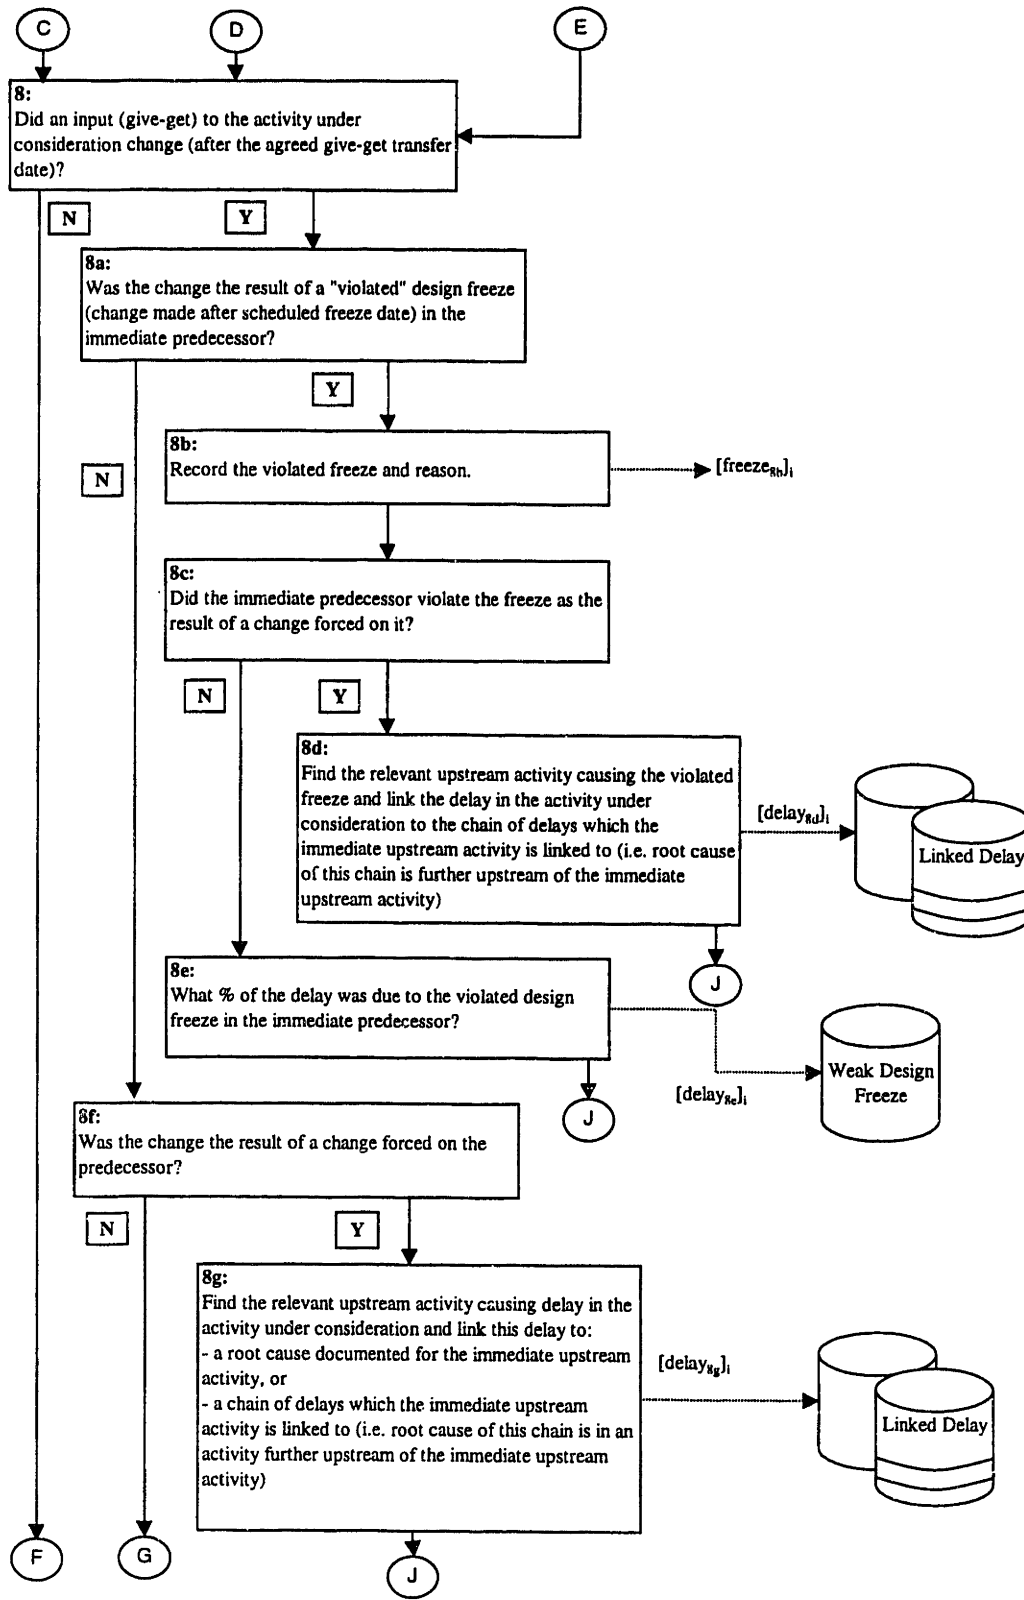 C
D
E
8:
Did an input (give-get) to the activity under
consideration change (after the agreed give-get transfer
date)?
N
Y
8a:
Was the change the result of a "violated" design freeze
(change made after scheduled freeze date) in the
immediate predecessor?
Y
N
8b:
Record the violated freeze and reason.
[freeze8b]i
8c:
Did the immediate predecessor violate the freeze as the
result of a change forced on it?
N
Y
8d:
Find the relevant upstream activity causing the violated
freeze and link the delay in the activity under
consideration to the chain of delays which the
immediate upstream activity is linked to (i.e. root cause
of this chain is further upstream of the immediate
upstream activity)
[delay8d]i
Linked Delay
J
8e:
What % of the delay was due to the violated design
freeze in the immediate predecessor?
[delay8e]i
Weak Design
Freeze
J
8f:
Was the change the result of a change forced on the
predecessor?
N
Y
8g:
Find the relevant upstream activity causing delay in the
activity under consideration and link this delay to:
- a root cause documented for the immediate upstream
activity, or
- a chain of delays which the immediate upstream
activity is linked to (i.e. root cause of this chain is in an
activity further upstream of the immediate upstream
activity)
[delay8g]i
Linked Delay
F
G
J